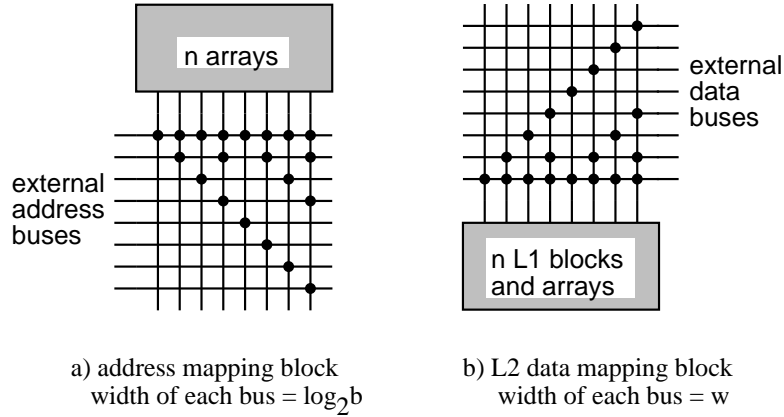 n arrays
external
address
buses
a) address mapping block
width of each bus = log2b
external
data
buses
n L1 blocks
and arrays
b) L2 data mapping block
width of each bus = w